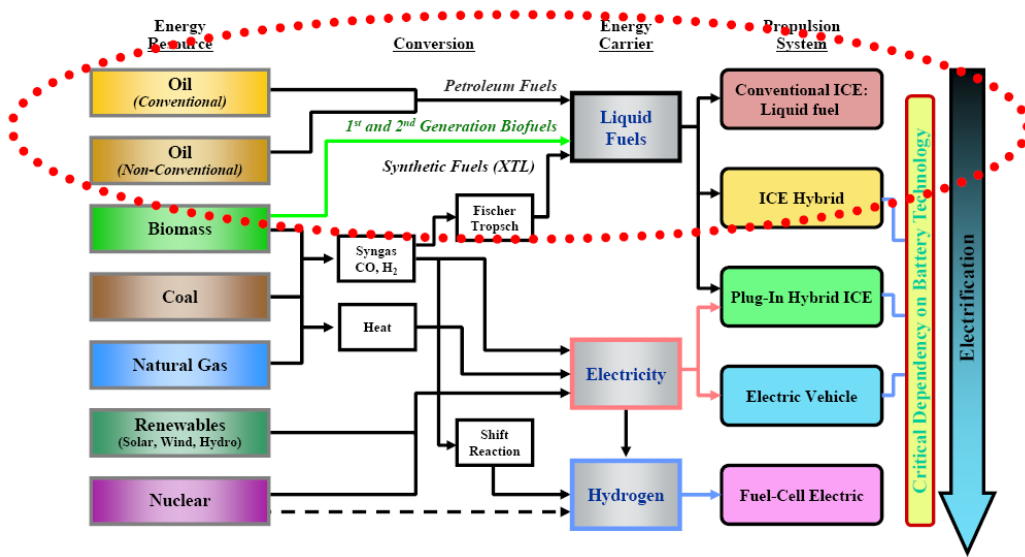 Energy
Resource
Conversion
Energy
Carrier
Propulsion
System
Oil
(Conventional)
Petroleum Fuels
Conventional ICE:
Liquid fuel
1st and 2nd Generation Biofuels
Liquid
Fuels
Oil
(Non-Conventional)
Synthetic Fuels (XTL)
Fischer
Tropsch
ICE Hybrid
Biomass
Syngas
CO, H2
Coal
Plug-In Hybrid ICE
Heat
Natural Gas
Electricity
Electric Vehicle
Renewables
(Solar, Wind, Hydro)
Shift
Reaction
Nuclear
Hydrogen
Fuel-Cell Electric
Critical Dependency on Battery Technology
Electrification